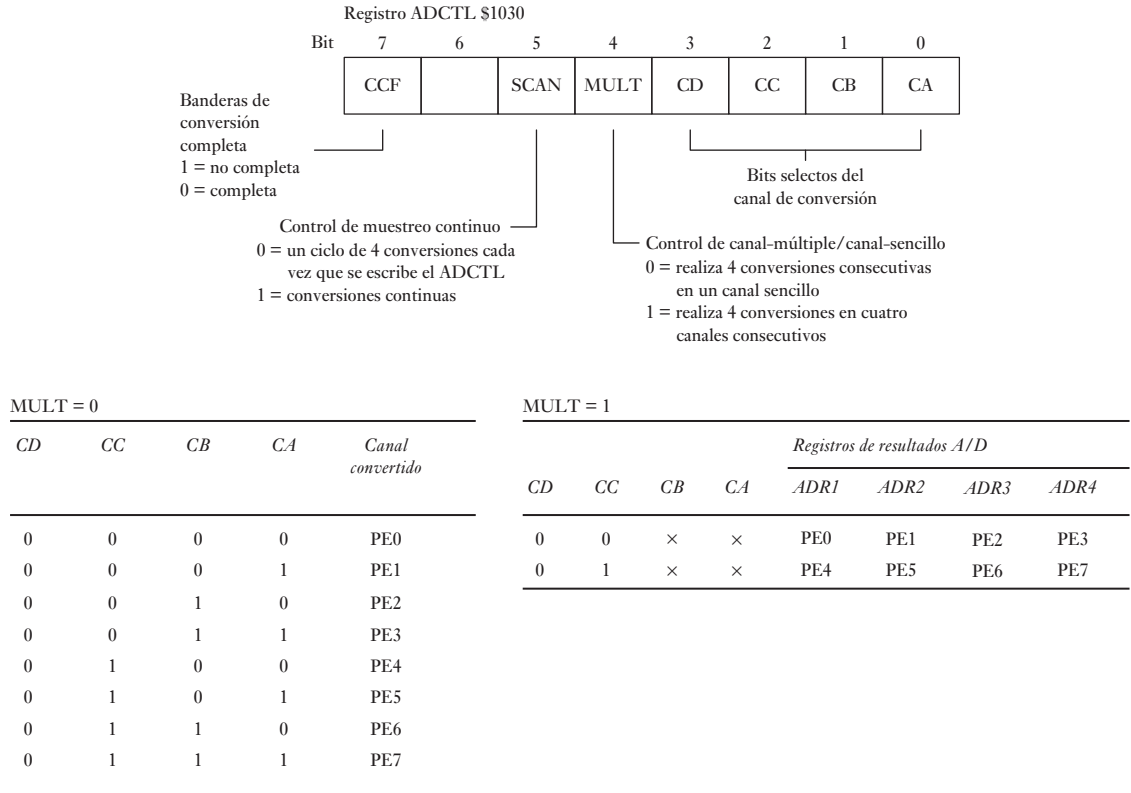 Registro ADCTL $1030
Bit 7 6 5 4 3 2 1 0
CCF SCAN MULT CD CC CB CA
Banderas de
conversión
completa
1 = no completa
0 = completa
Bits selectos del
canal de conversión
Control de muestreo continuo
0 = un ciclo de 4 conversiones cada
vez que se escribe el ADCTL
1 = conversiones continuas
Control de canal-múltiple/canal-sencillo
0 = realiza 4 conversiones consecutivas
en un canal sencillo
1 = realiza 4 conversiones en cuatro
canales consecutivos
MULT = 0
CD CC CB CA Canal
convertido
0 0 0 0 PE0
0 0 0 1 PE1
0 0 1 0 PE2
0 0 1 1 PE3
0 1 0 0 PE4
0 1 0 1 PE5
0 1 1 0 PE6
0 1 1 1 PE7
MULT = 1
Registros de resultados A/D
CD CC CB CA ADR1 ADR2 ADR3 ADR4
0 0 × × PE0 PE1 PE2 PE3
0 1 × × PE4 PE5 PE6 PE7